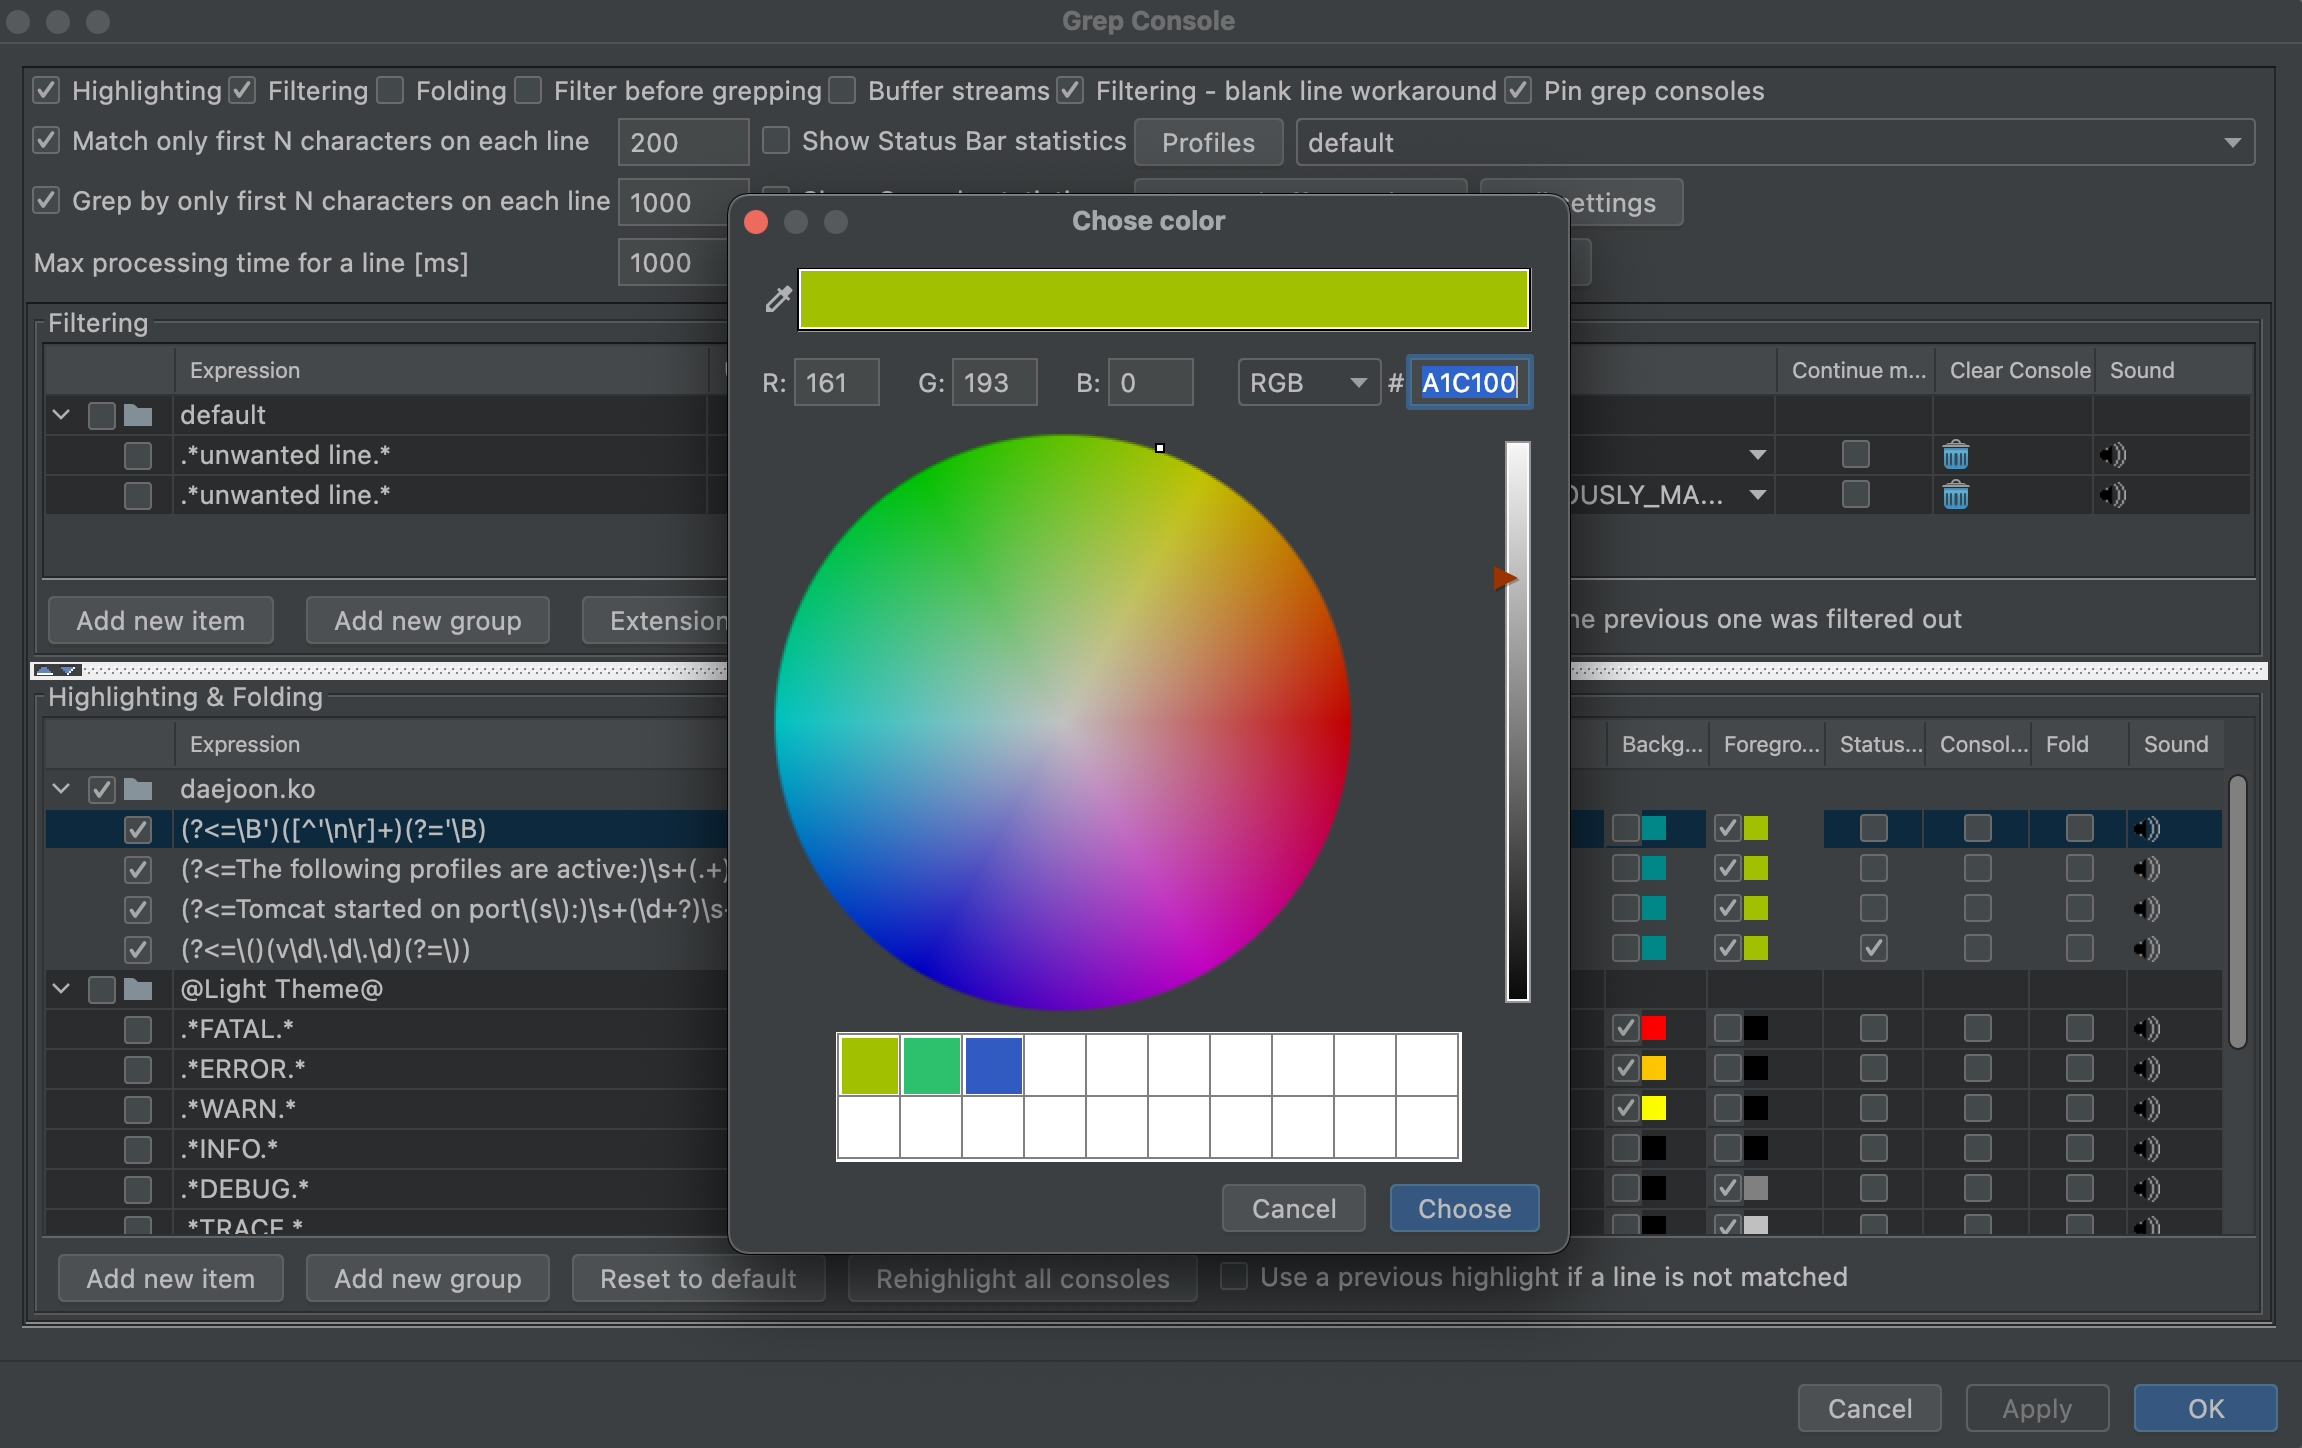 Grep Console
Highlighting Filtering Folding Filter before grepping Buffer streams Filtering - blank line workaround Pin grep consoles
Match only first N characters on each line 200 Show Status Bar statistics Profiles default
Grep by only first N characters on each line 1000 ettings
Max processing time for a line [ms] 1000
Chose color
R: 161 G: 193 B: 0 RGB # A1C100
Cancel Choose
Filtering
Expression Continue m... Clear Console Sound
default
.*unwanted line.*
.*unwanted line.* OUSLY_MA...
Add new item Add new group Extension he previous one was filtered out
Highlighting & Folding
Expression Backg... Foregro... Status... Consol... Fold Sound
daejoon.ko
(?<=\B')([^'\n\r]+)(?='\B)
(?<=The following profiles are active:)\s+(.+)
(?<=Tomcat started on port\(s\):)\s+(\d+?)\s
(?<=\()(v\d\.\d\.\d)(?=\))
@Light Theme@
.*FATAL.*
.*ERROR.*
.*WARN.*
.*INFO.*
.*DEBUG.*
.*TRACE.*
Add new item Add new group Reset to default Rehighlight all consoles Use a previous highlight if a line is not matched
Cancel Apply OK